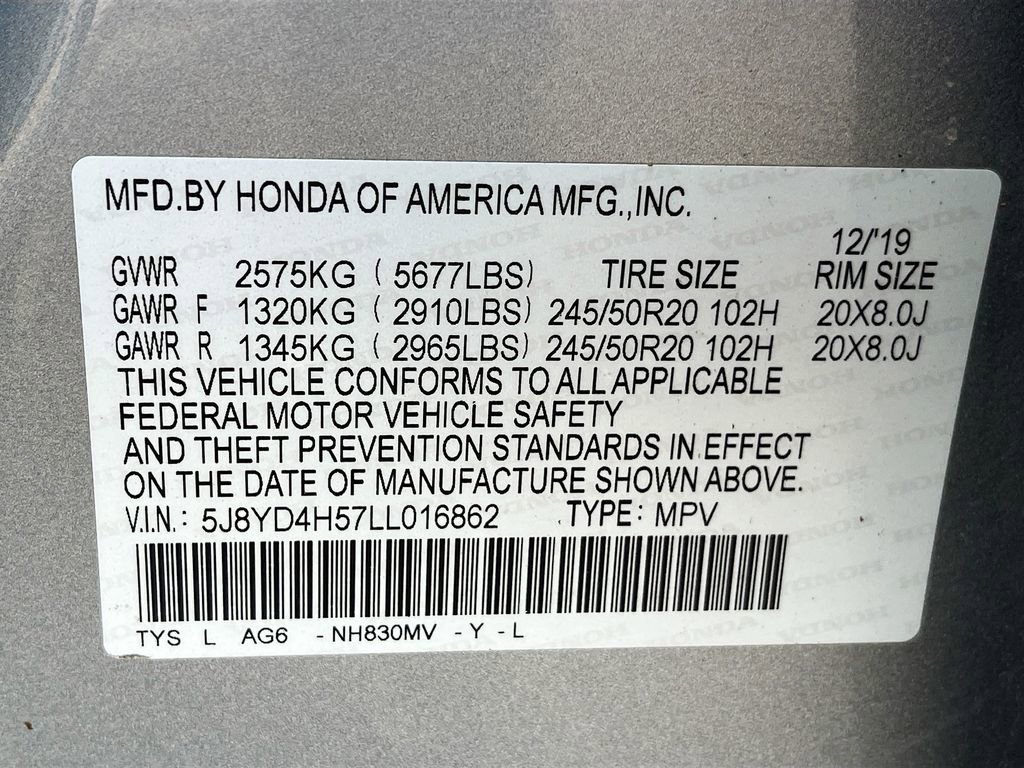 MFD.BY HONDA OF AMERICA MFG.,INC.
12/'19
GVWR 2575KG ( 5677LBS) TIRE SIZE RIM SIZE
GAWR F 1320KG ( 2910LBS) 245/50R20 102H 20X8.0J
GAWR R 1345KG ( 2965LBS) 245/50R20 102H 20X8.0J
THIS VEHICLE CONFORMS TO ALL APPLICABLE
FEDERAL MOTOR VEHICLE SAFETY
AND THEFT PREVENTION STANDARDS IN EFFECT
ON THE DATE OF MANUFACTURE SHOWN ABOVE.
V.I.N.: 5J8YD4H57LL016862 TYPE: MPV
TYS L AG6 -NH830MV -Y -L